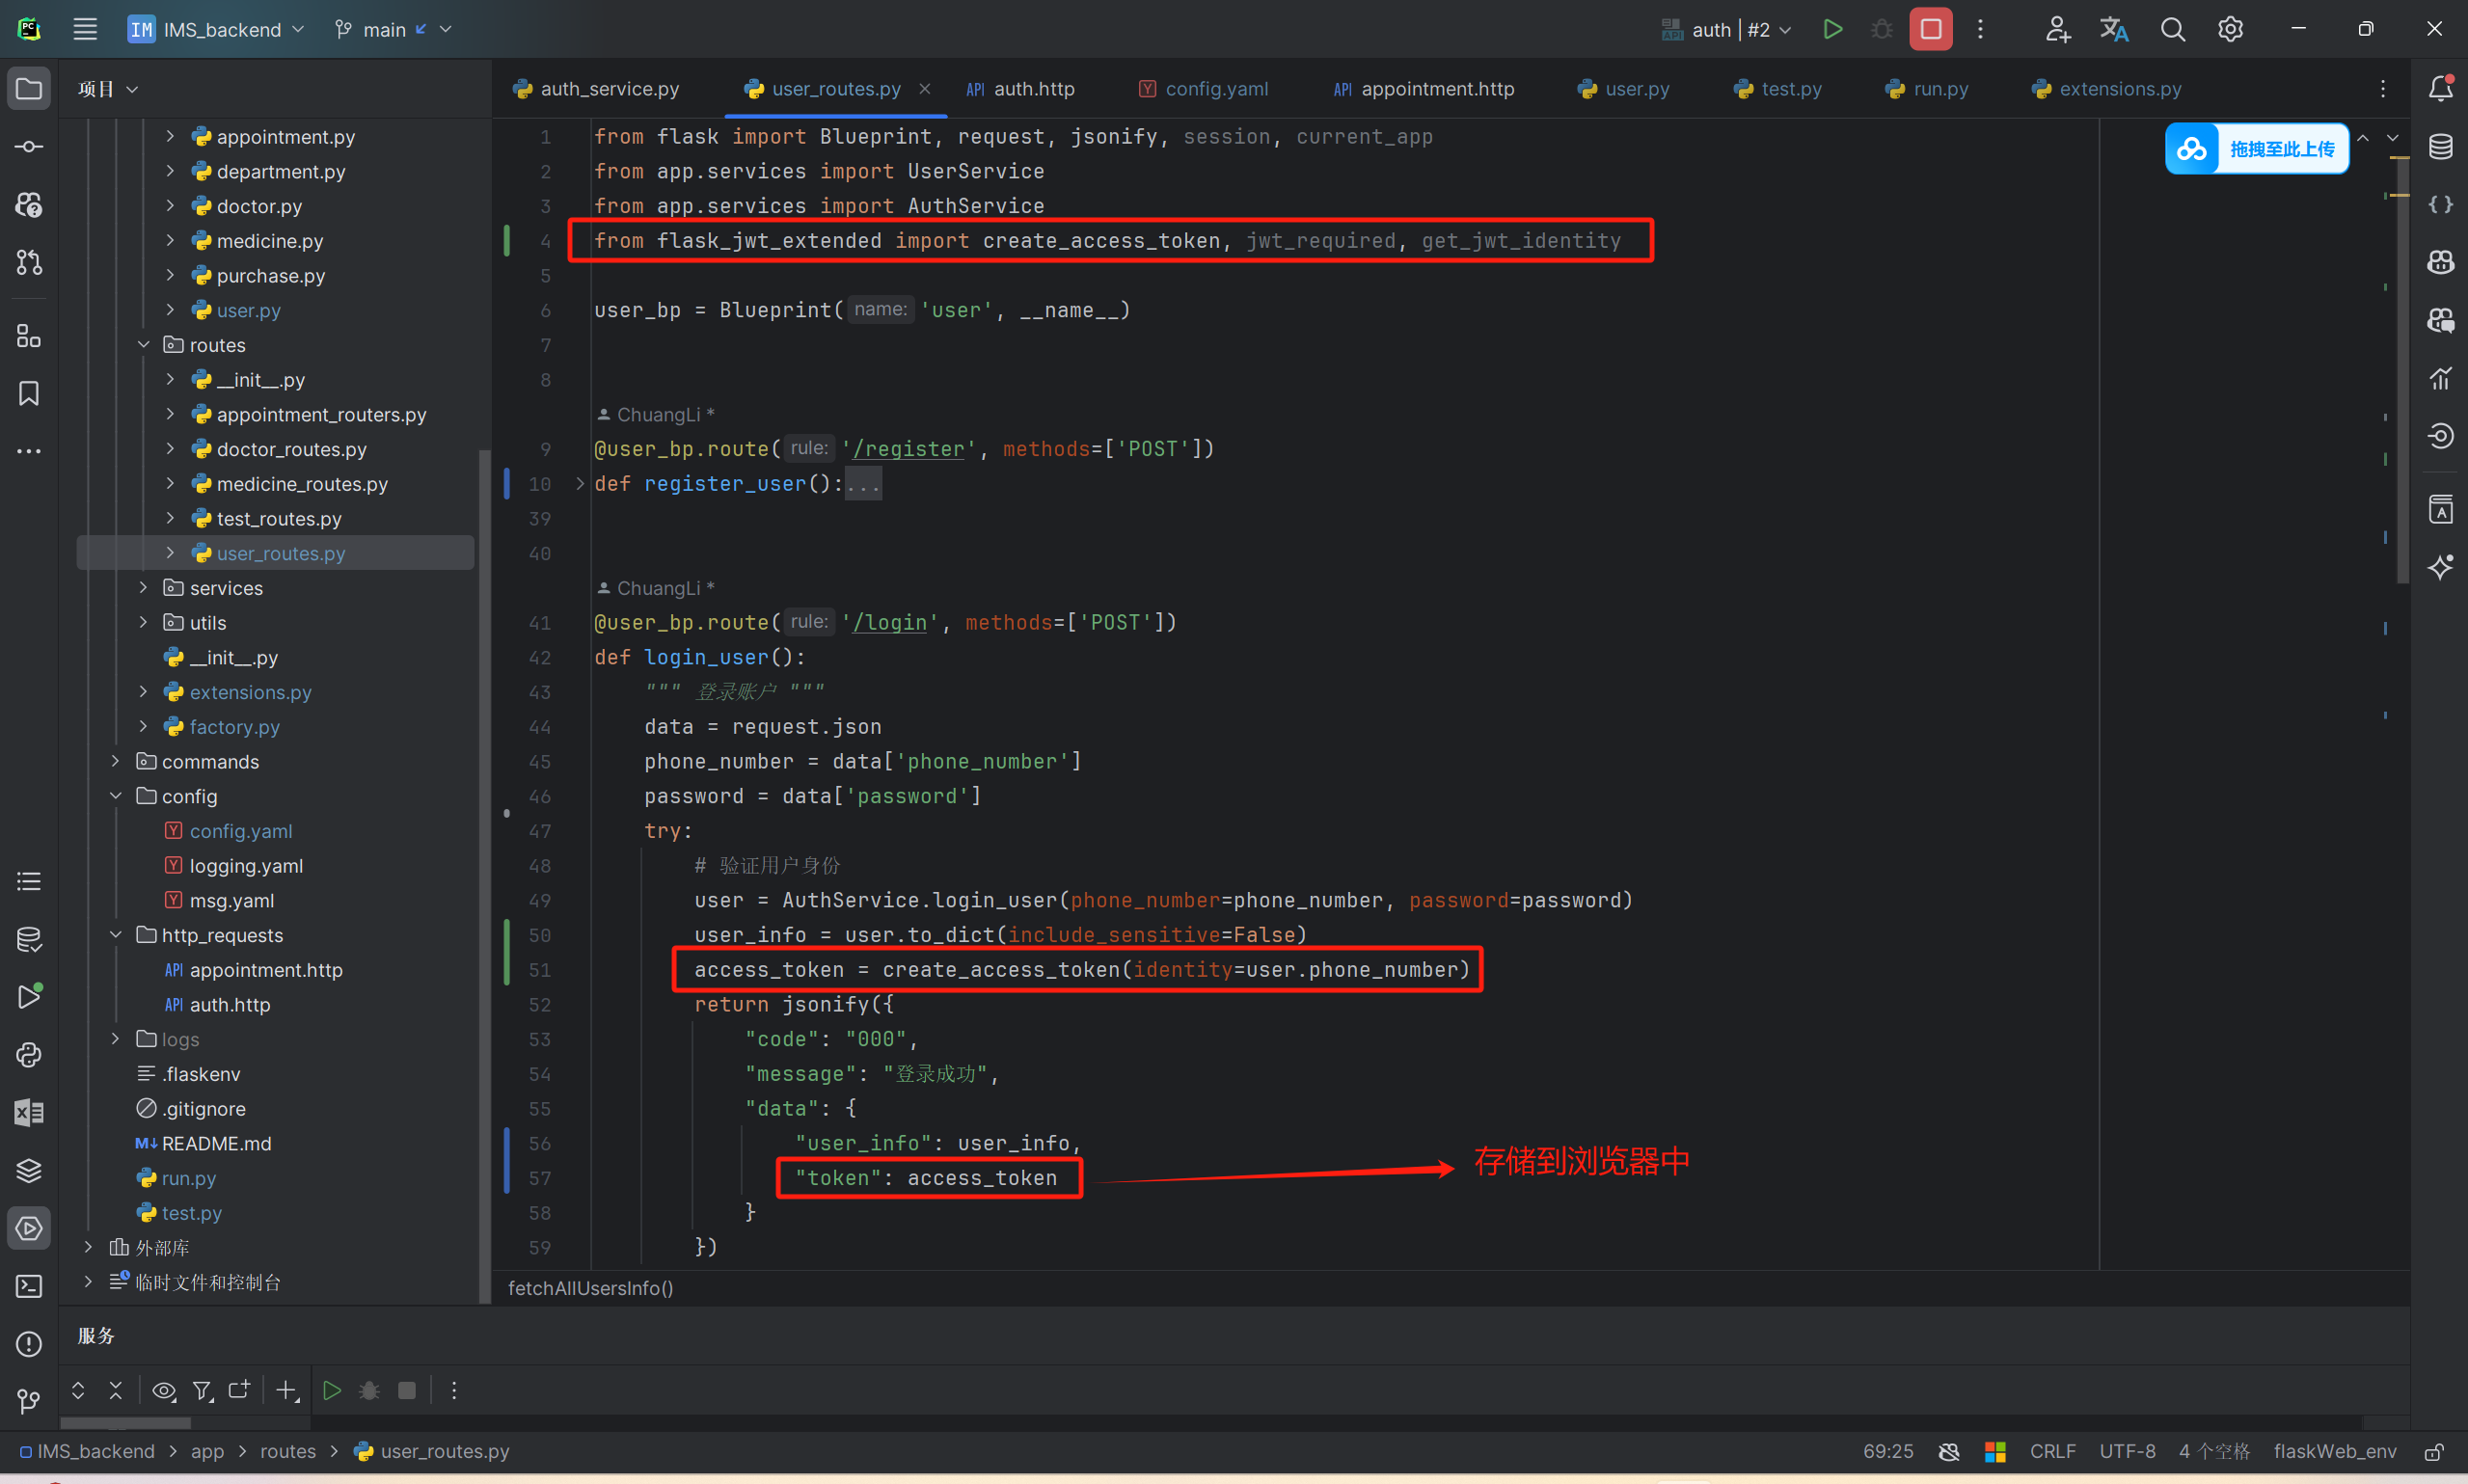 IM IMS_backend main auth | #2
项目
auth_service.py user_routes.py API auth.http config.yaml API appointment.http user.py test.py run.py extensions.py
appointment.py
department.py
doctor.py
medicine.py
purchase.py
user.py
routes
__init__.py
appointment_routers.py
doctor_routes.py
medicine_routes.py
test_routes.py
user_routes.py
services
utils
__init__.py
extensions.py
factory.py
commands
config
config.yaml
logging.yaml
msg.yaml
http_requests
API appointment.http
API auth.http
logs
.flaskenv
.gitignore
M↓ README.md
run.py
test.py
外部库
临时文件和控制台
拖拽至此上传
1 from flask import Blueprint, request, jsonify, session, current_app
2 from app.services import UserService
3 from app.services import AuthService
4 from flask_jwt_extended import create_access_token, jwt_required, get_jwt_identity
5
6 user_bp = Blueprint( name: 'user', __name__)
7
8
ChuangLi *
9 @user_bp.route( rule: '/register', methods=['POST'])
10 def register_user():...
39
40
ChuangLi *
41 @user_bp.route( rule: '/login', methods=['POST'])
42 def login_user():
43 """ 登录账户 """
44 data = request.json
45 phone_number = data['phone_number']
46 password = data['password']
47 try:
48 # 验证用户身份
49 user = AuthService.login_user(phone_number=phone_number, password=password)
50 user_info = user.to_dict(include_sensitive=False)
51 access_token = create_access_token(identity=user.phone_number)
52 return jsonify({
53 "code": "000",
54 "message": "登录成功",
55 "data": {
56 "user_info": user_info,
57 "token": access_token
存储到浏览器中
58 }
59 })
fetchAllUsersInfo()
服务
IMS_backend > app > routes > user_routes.py 69:25 CRLF UTF-8 4 个空格 flaskWeb_env